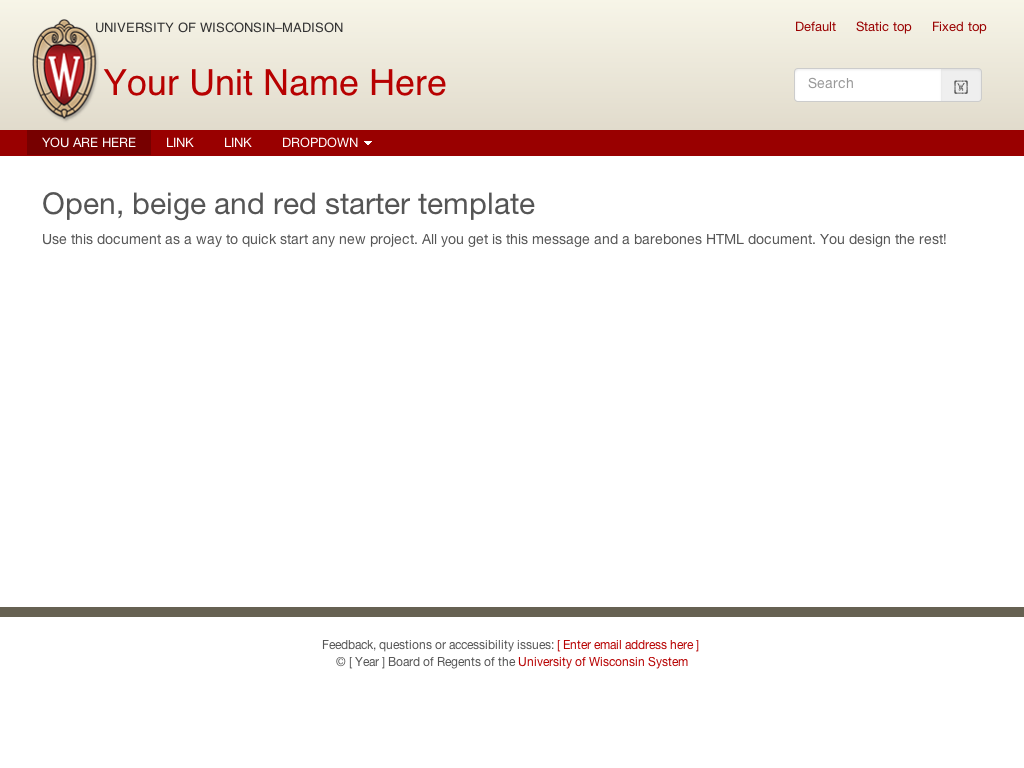 UNIVERSITY OF WISCONSIN–MADISON
Default Static top Fixed top
W
Your Unit Name Here
Search
YOU ARE HERE LINK LINK DROPDOWN
Open, beige and red starter template
Use this document as a way to quick start any new project. All you get is this message and a barebones HTML document. You design the rest!
Feedback, questions or accessibility issues: [ Enter email address here ]
© [ Year ] Board of Regents of the University of Wisconsin System